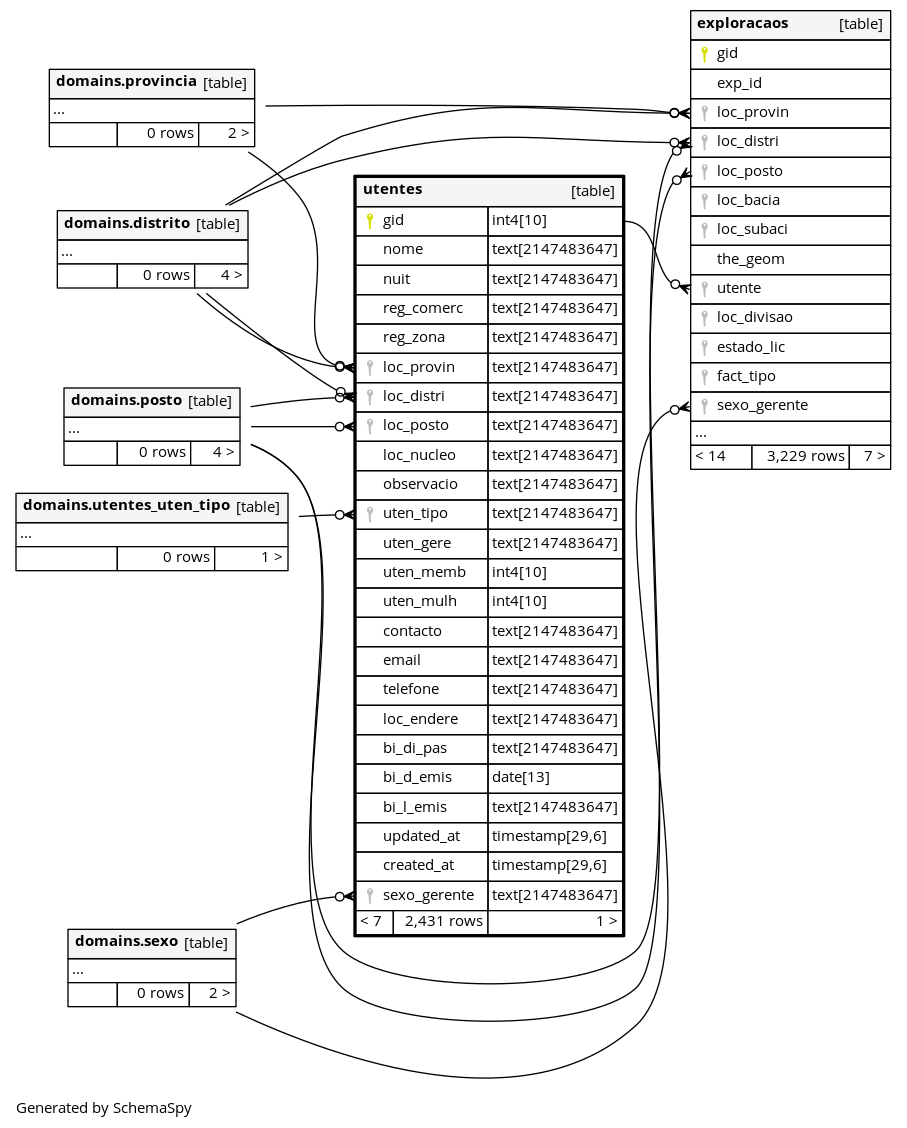 exploracaos [table]
gid
exp_id
loc_provin
loc_distri
loc_posto
loc_bacia
loc_subaci
the_geom
utente
loc_divisao
estado_lic
fact_tipo
sexo_gerente
...
< 14 3,229 rows 7 >
domains.provincia [table]
...
0 rows 2 >
domains.distrito [table]
...
0 rows 4 >
domains.posto [table]
...
0 rows 4 >
domains.utentes_uten_tipo [table]
...
0 rows 1 >
domains.sexo [table]
...
0 rows 2 >
utentes [table]
gid int4[10]
nome text[2147483647]
nuit text[2147483647]
reg_comerc text[2147483647]
reg_zona text[2147483647]
loc_provin text[2147483647]
loc_distri text[2147483647]
loc_posto text[2147483647]
loc_nucleo text[2147483647]
observacio text[2147483647]
uten_tipo text[2147483647]
uten_gere text[2147483647]
uten_memb int4[10]
uten_mulh int4[10]
contacto text[2147483647]
email text[2147483647]
telefone text[2147483647]
loc_endere text[2147483647]
bi_di_pas text[2147483647]
bi_d_emis date[13]
bi_l_emis text[2147483647]
updated_at timestamp[29,6]
created_at timestamp[29,6]
sexo_gerente text[2147483647]
< 7 2,431 rows 1 >
Generated by SchemaSpy